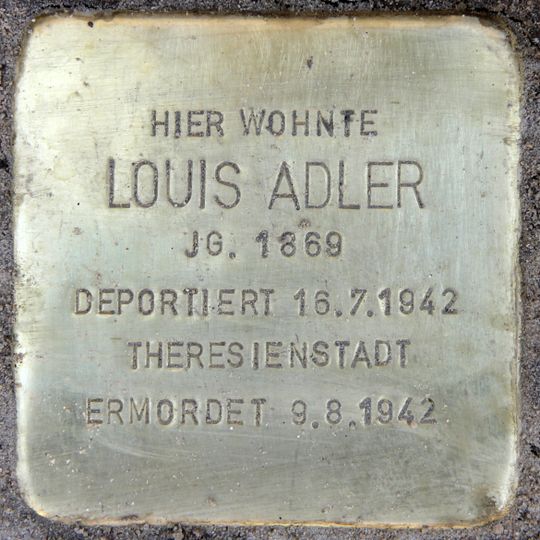 HIER WOHNTE
LOUIS ADLER
JG. 1869
DEPORTIERT 16.7.1942
THERESIENSTADT
ERMORDET 9.8.1942